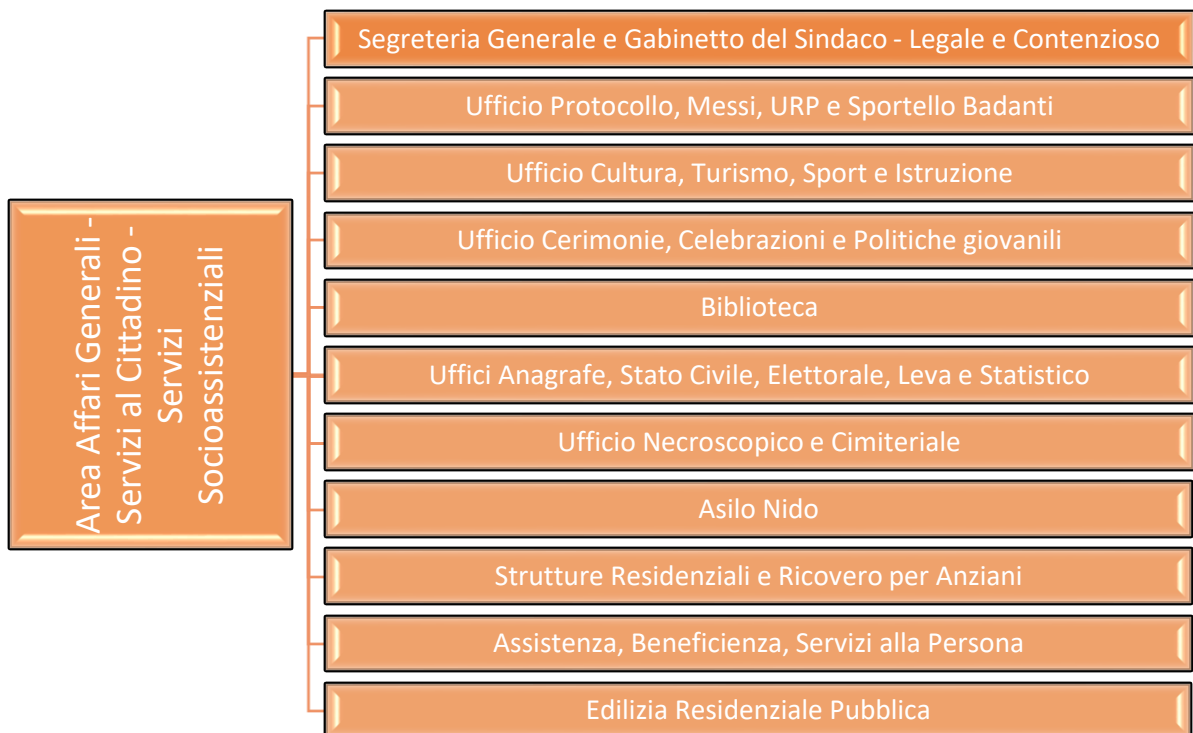 Area Affari Generali -
Servizi al Cittadino -
Servizi
Socioassistenziali
Segreteria Generale e Gabinetto del Sindaco - Legale e Contenzioso
Ufficio Protocollo, Messi, URP e Sportello Badanti
Ufficio Cultura, Turismo, Sport e Istruzione
Ufficio Cerimonie, Celebrazioni e Politiche giovanili
Biblioteca
Uffici Anagrafe, Stato Civile, Elettorale, Leva e Statistico
Ufficio Necroscopico e Cimiteriale
Asilo Nido
Strutture Residenziali e Ricovero per Anziani
Assistenza, Beneficienza, Servizi alla Persona
Edilizia Residenziale Pubblica